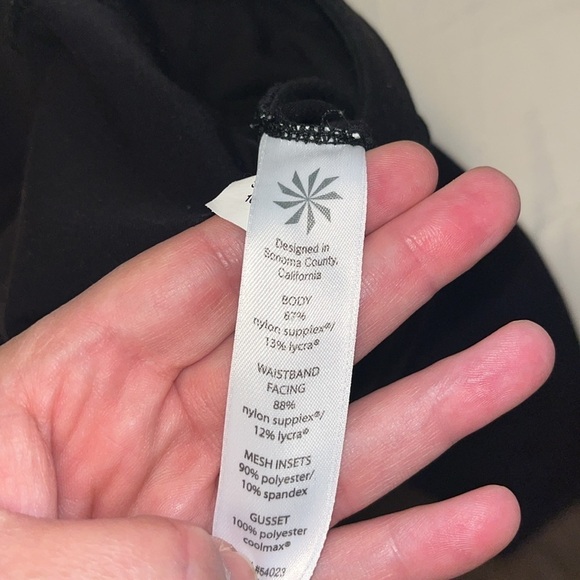 Designed in
Sonoma County,
California
BODY
87%
nylon supplex®/
13% lycra®
WAISTBAND
FACING
88%
nylon supplex®/
12% lycra®
MESH INSETS
90% polyester/
10% spandex
GUSSET
100% polyester
coolmax®
#54023